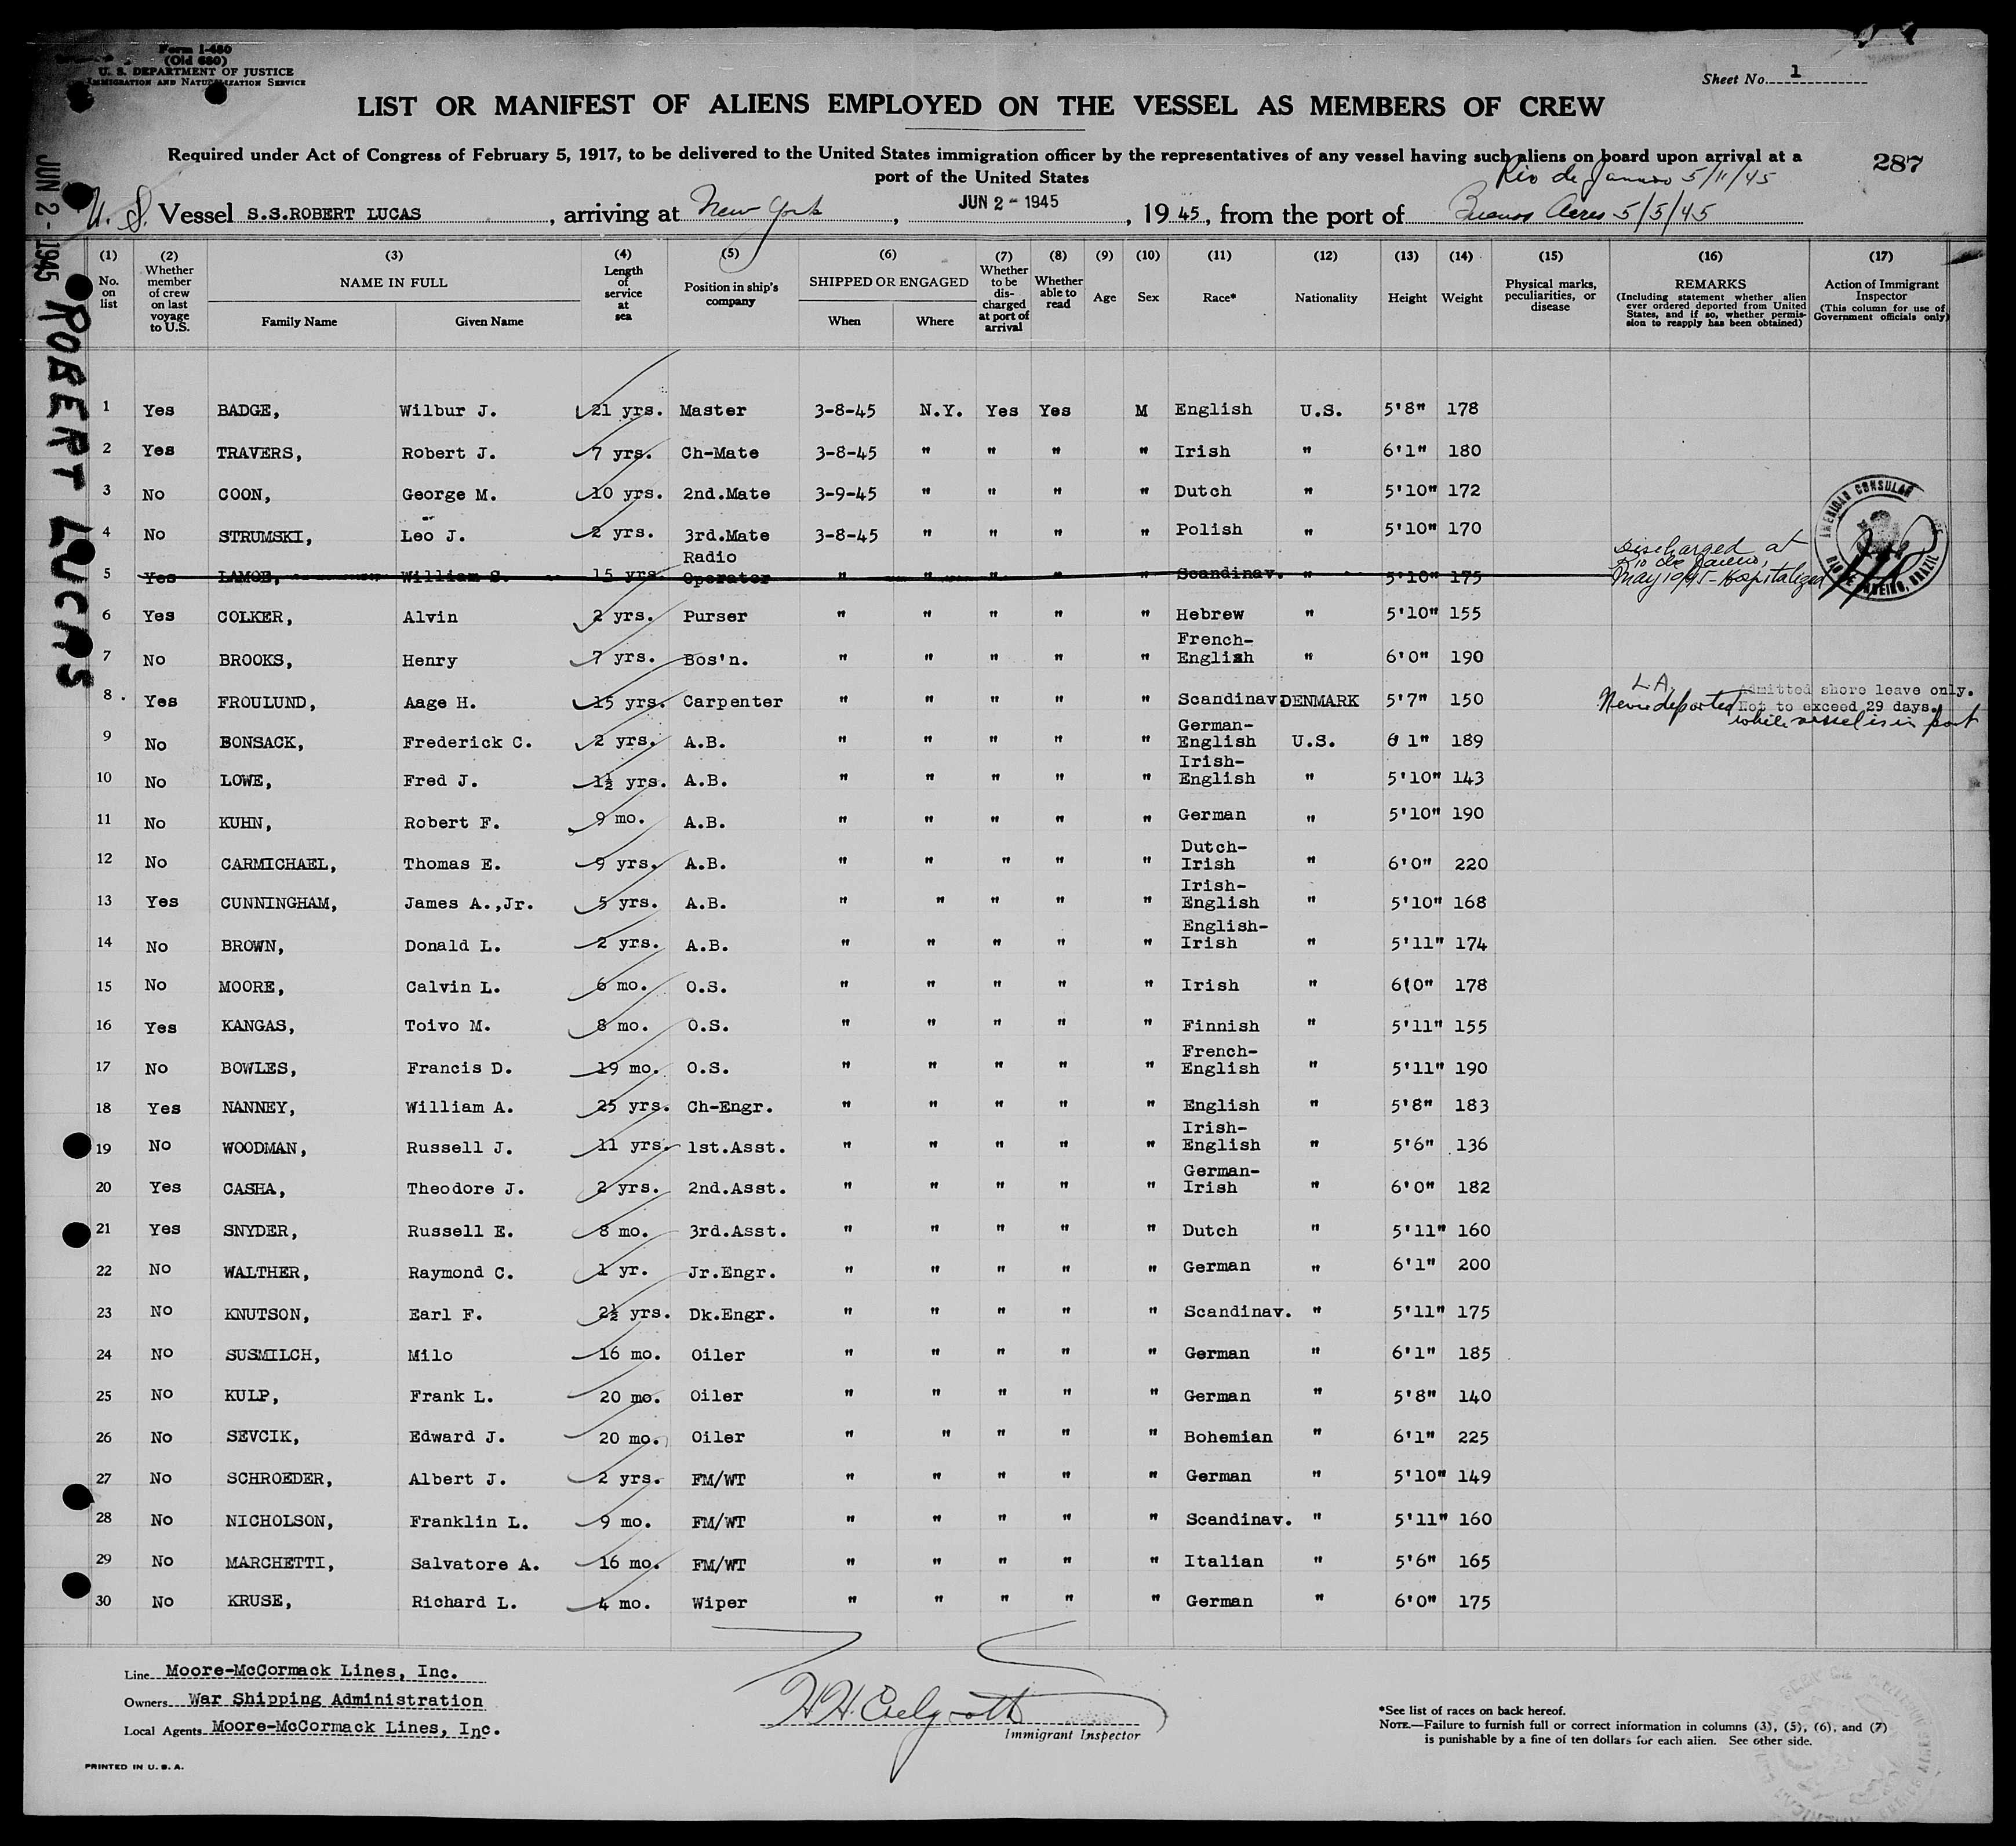 Form I-480
(Old 680)
U. S. DEPARTMENT OF JUSTICE
IMMIGRATION AND NATURALIZATION SERVICE
Sheet No. 1
LIST OR MANIFEST OF ALIENS EMPLOYED ON THE VESSEL AS MEMBERS OF CREW
Required under Act of Congress of February 5, 1917, to be delivered to the United States immigration officer by the representatives of any vessel having such aliens on board upon arrival at a
port of the United States
287
Rio de Janeiro 5/11/45
U. S. Vessel S.S.ROBERT LUCAS, arriving at New York, JUN 2 - 1945, 19 45, from the port of Buenos Aires 5/5/45
JUN 2 - 1945
ROBERT LUCAS
(1) No. on list
(2) Whether member of crew on last voyage to U.S.
(3) NAME IN FULL
Family Name Given Name
(4) Length of service at sea
(5) Position in ship's company
(6) SHIPPED OR ENGAGED
When Where
(7) Whether to be discharged at port of arrival
(8) Whether able to read
(9) Age
(10) Sex
(11) Race*
(12) Nationality
(13) Height
(14) Weight
(15) Physical marks, peculiarities, or disease
(16) REMARKS
(Including statement whether alien ever ordered deported from United States, and if so, whether permission to reapply has been obtained)
(17) Action of Immigrant Inspector
(This column for use of Government officials only)
1 Yes BADGE, Wilbur J. 21 yrs. Master 3-8-45 N.Y. Yes Yes M English U.S. 5'8" 178
2 Yes TRAVERS, Robert J. 7 yrs. Ch-Mate 3-8-45 " " " " Irish " 6'1" 180
3 No COON, George M. 10 yrs. 2nd.Mate 3-9-45 " " " " Dutch " 5'10" 172
4 No STRUMSKI, Leo J. 2 yrs. 3rd.Mate 3-8-45 " " " " Polish " 5'10" 170
5 Yes LAMOE, William S. 15 yrs. Radio Operator " " " " " Scandinav. " 5'10" 175 Discharged at Rio de Janeiro, May 1945 - Hospitalized
AMERICAN CONSULAR RIO DE JANEIRO, BRAZIL
6 Yes COLKER, Alvin 2 yrs. Purser " " " " " Hebrew " 5'10" 155
7 No BROOKS, Henry 7 yrs. Bos'n. " " " " " French-English " 6'0" 190
8 Yes FROULUND, Aage H. 15 yrs. Carpenter " " " " " Scandinav. DENMARK 5'7" 150 L.A. Never deported Admitted shore leave only. Not to exceed 29 days. while vessel is in port
9 No BONSACK, Frederick C. 2 yrs. A.B. " " " " " German-English U.S. 6 1" 189
10 No LOWE, Fred J. 1½ yrs. A.B. " " " " " Irish-English " 5'10" 143
11 No KUHN, Robert F. 9 mo. A.B. " " " " " German " 5'10" 190
12 No CARMICHAEL, Thomas E. 9 yrs. A.B. " " " " " Dutch-Irish " 6'0" 220
13 Yes CUNNINGHAM, James A.,Jr. 5 yrs. A.B. " " " " " Irish-English " 5'10" 168
14 No BROWN, Donald L. 2 yrs. A.B. " " " " " English-Irish " 5'11" 174
15 No MOORE, Calvin L. 6 mo. O.S. " " " " " Irish " 6'0" 178
16 Yes KANGAS, Toivo M. 8 mo. O.S. " " " " " Finnish " 5'11" 155
17 No BOWLES, Francis D. 19 mo. O.S. " " " " " French-English " 5'11" 190
18 Yes NANNEY, William A. 25 yrs. Ch-Engr. " " " " " English " 5'8" 183
19 No WOODMAN, Russell J. 11 yrs. 1st.Asst. " " " " " Irish-English " 5'6" 136
20 Yes CASHA, Theodore J. 2 yrs. 2nd.Asst. " " " " " German-Irish " 6'0" 182
21 Yes SNYDER, Russell E. 8 mo. 3rd.Asst. " " " " " Dutch " 5'11" 160
22 No WALTHER, Raymond C. 1 yr. Jr.Engr. " " " " " German " 6'1" 200
23 No KNUTSON, Earl F. 2½ yrs. Dk.Engr. " " " " " Scandinav. " 5'11" 175
24 No SUSMILCH, Milo 16 mo. Oiler " " " " " German " 6'1" 185
25 No KULP, Frank L. 20 mo. Oiler " " " " " German " 5'8" 140
26 No SEVCIK, Edward J. 20 mo. Oiler " " " " " Bohemian " 6'1" 225
27 No SCHROEDER, Albert J. 2 yrs. FM/WT " " " " " German " 5'10" 149
28 No NICHOLSON, Franklin L. 9 mo. FM/WT " " " " " Scandinav. " 5'11" 160
29 No MARCHETTI, Salvatore A. 16 mo. FM/WT " " " " " Italian " 5'6" 165
30 No KRUSE, Richard L. 4 mo. Wiper " " " " " German " 6'0" 175
Line Moore-McCormack Lines, Inc.
Owners War Shipping Administration
Local Agents Moore-McCormack Lines, Inc.
PRINTED IN U. S. A.
Immigrant Inspector
*See list of races on back hereof.
NOTE.—Failure to furnish full or correct information in columns (3), (5), (6), and (7)
is punishable by a fine of ten dollars for each alien. See other side.